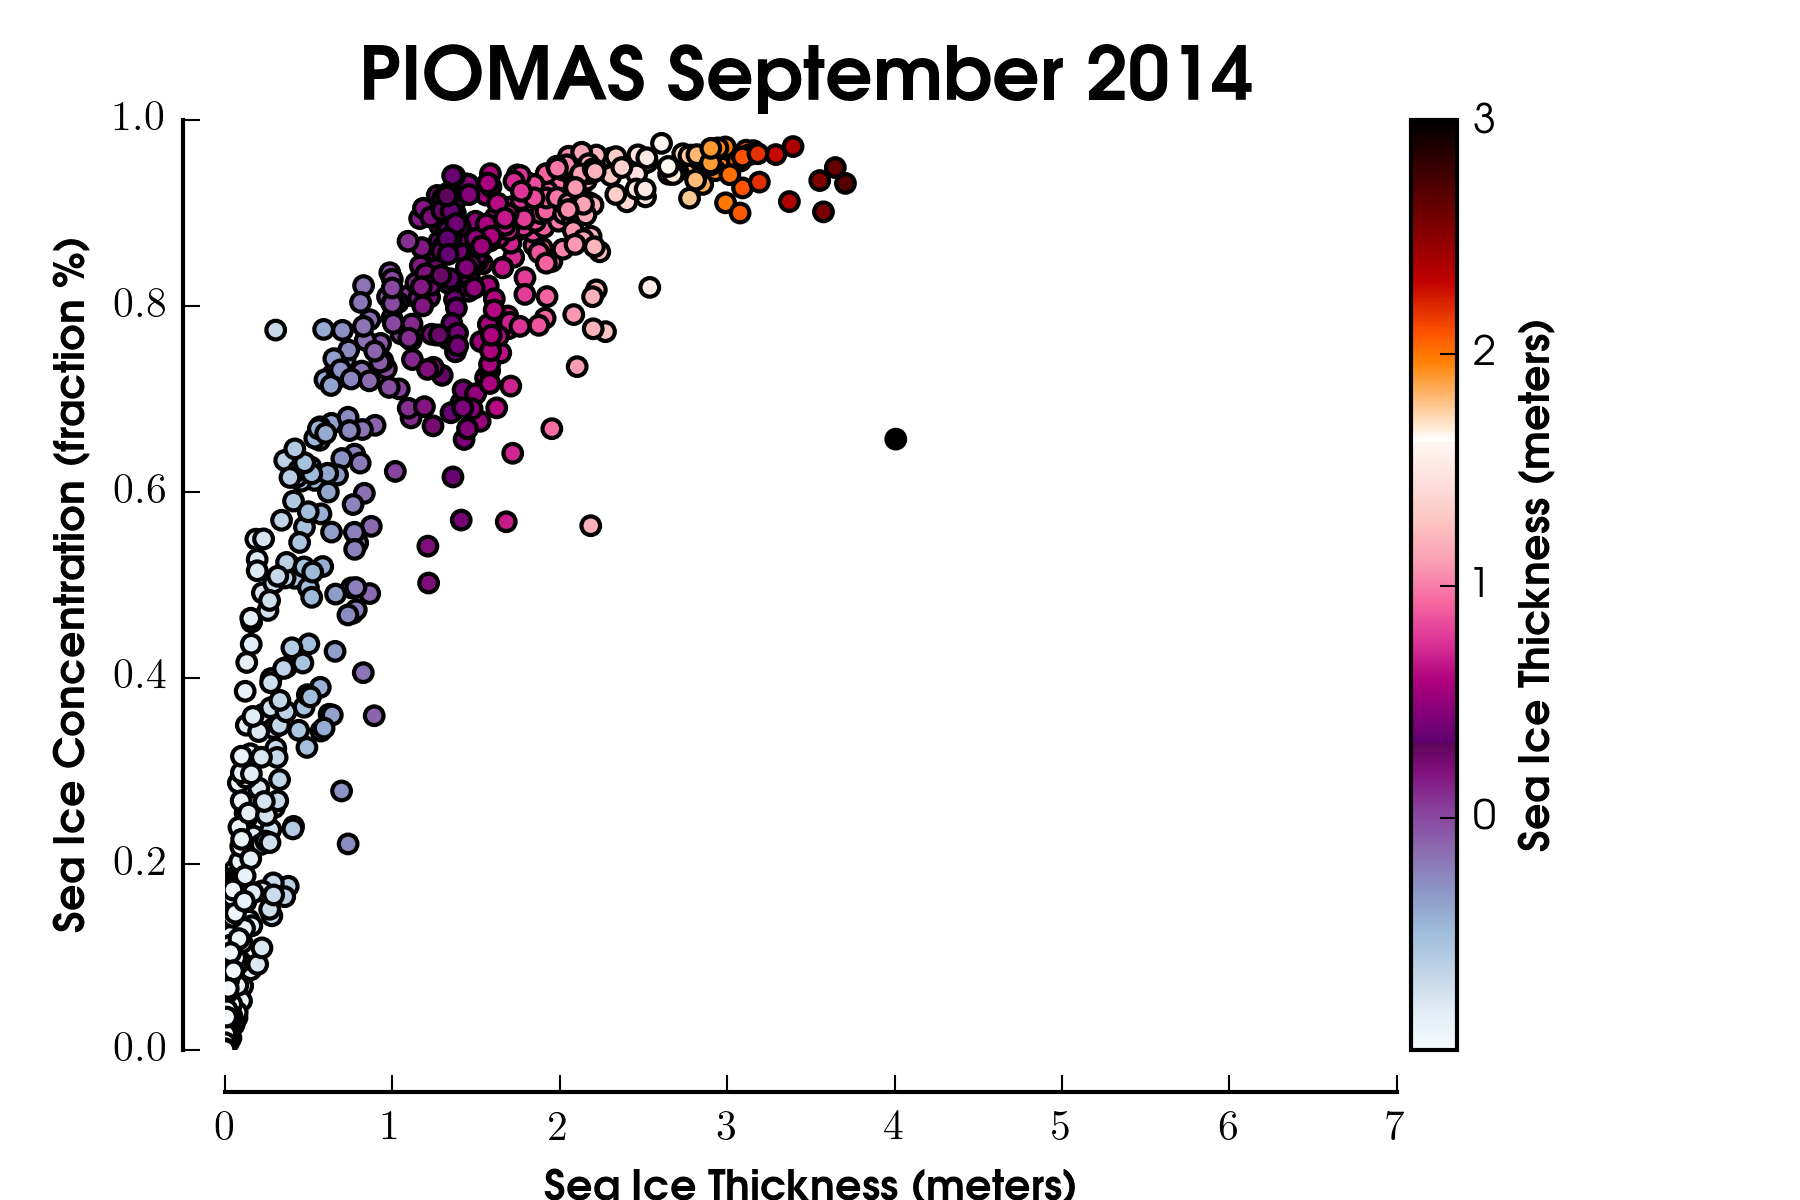 PIOMAS September 2014
1.0
0.8
0.6
0.4
0.2
0.0
Sea Ice Concentration (fraction %)
0 1 2 3 4 5 6 7
Sea Ice Thickness (meters)
3
2
1
0
Sea Ice Thickness (meters)